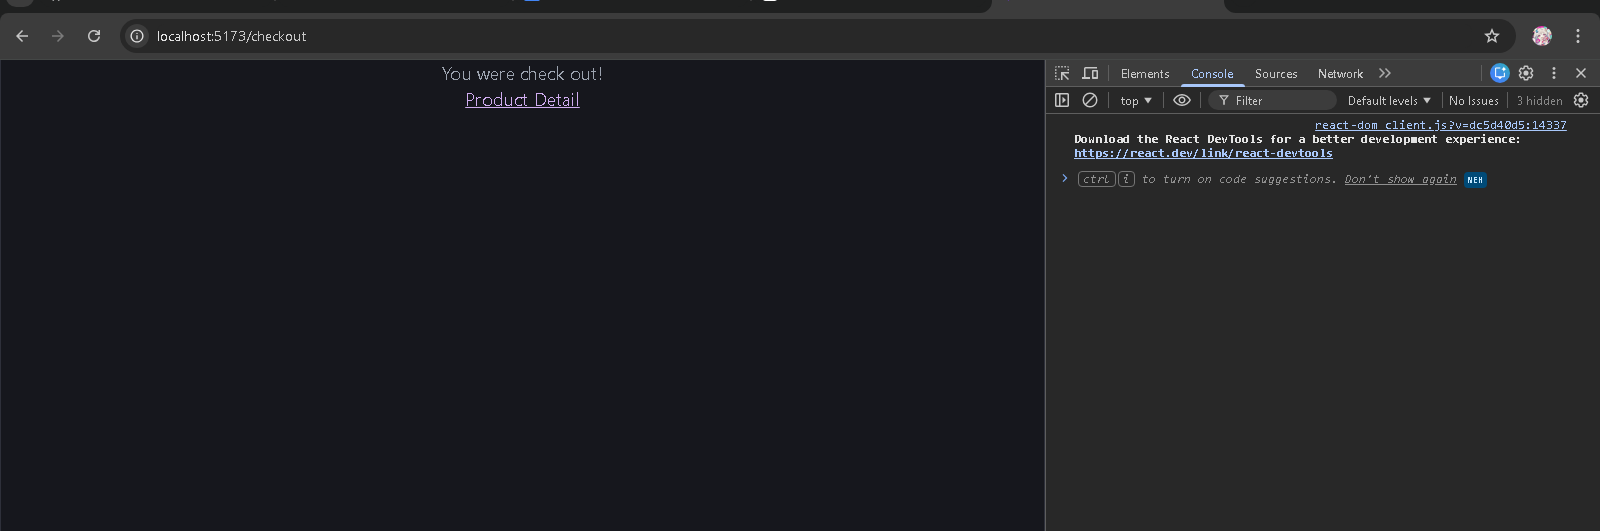 localhost:5173/checkout
You were check out!
Product Detail
Elements Console Sources Network
top Filter Default levels No Issues 3 hidden
react-dom_client.js?v=dc5d40d5:14337
Download the React DevTools for a better development experience:
https://react.dev/link/react-devtools
ctrl i to turn on code suggestions. Don't show again NEW